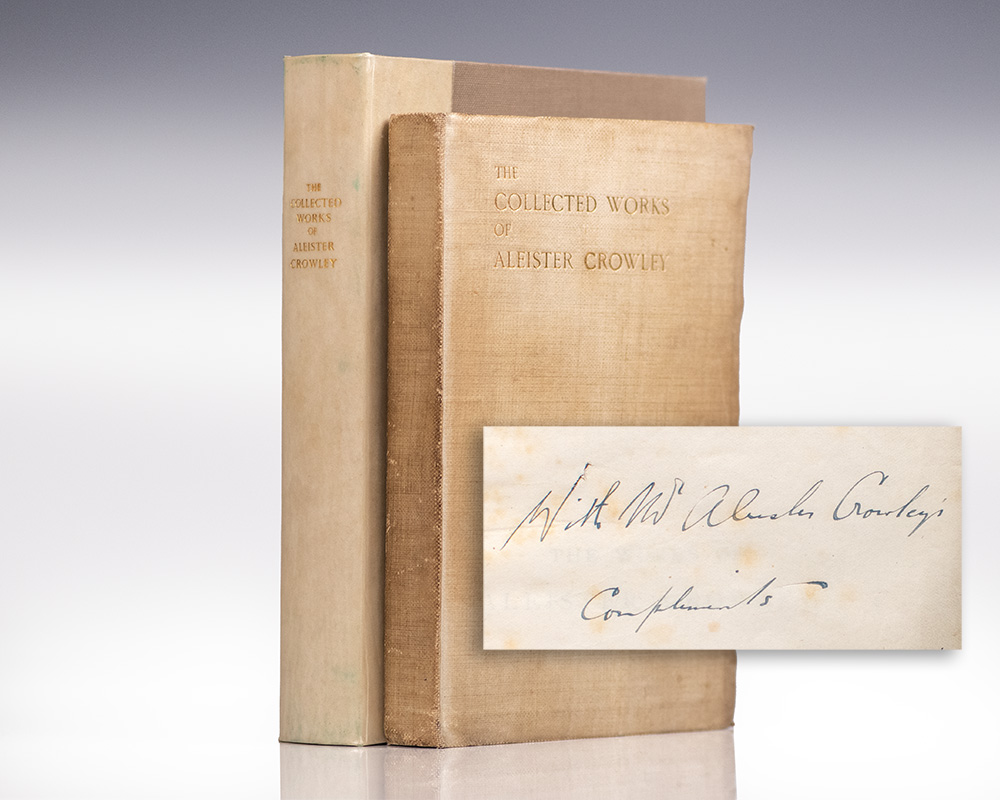 THE
COLLECTED
WORKS
OF
ALEISTER
CROWLEY
THE
COLLECTED WORKS
OF
ALEISTER CROWLEY
With Mr Aleister Crowley's
Compliments